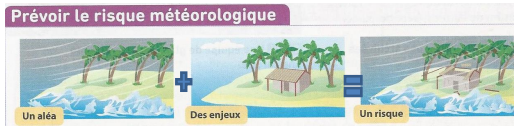 Prévoir le risque météorologique
Un aléa
Des enjeux
Un risque